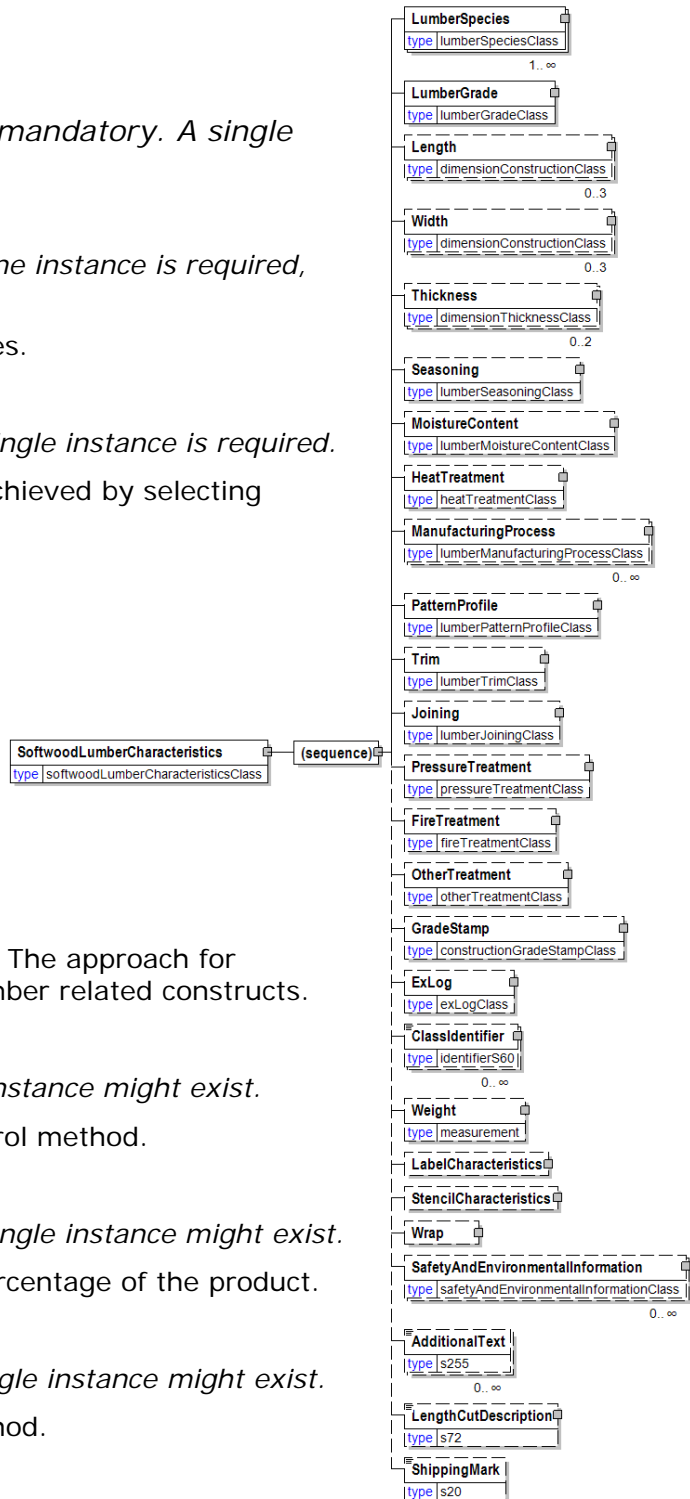 mandatory. A single
ne instance is required,
es.
ingle instance is required.
chieved by selecting
The approach for
nber related constructs.
nstance might exist.
rol method.
ingle instance might exist.
rcentage of the product.
gle instance might exist.
nod.
SoftwoodLumberCharacteristics
type softwoodLumberCharacteristicsClass
(sequence)
LumberSpecies
type lumberSpeciesClass
1.. ∞
LumberGrade
type lumberGradeClass
Length
type dimensionConstructionClass
0..3
Width
type dimensionConstructionClass
0..3
Thickness
type dimensionThicknessClass
0..2
Seasoning
type lumberSeasoningClass
MoistureContent
type lumberMoistureContentClass
HeatTreatment
type heatTreatmentClass
ManufacturingProcess
type lumberManufacturingProcessClass
0.. ∞
PatternProfile
type lumberPatternProfileClass
Trim
type lumberTrimClass
Joining
type lumberJoiningClass
PressureTreatment
type pressureTreatmentClass
FireTreatment
type fireTreatmentClass
OtherTreatment
type otherTreatmentClass
GradeStamp
type constructionGradeStampClass
ExLog
type exLogClass
ClassIdentifier
type identifierS60
0.. ∞
Weight
type measurement
LabelCharacteristics
StencilCharacteristics
Wrap
SafetyAndEnvironmentalInformation
type safetyAndEnvironmentalInformationClass
0.. ∞
AdditionalText
type s255
0.. ∞
LengthCutDescription
type s72
ShippingMark
type s20